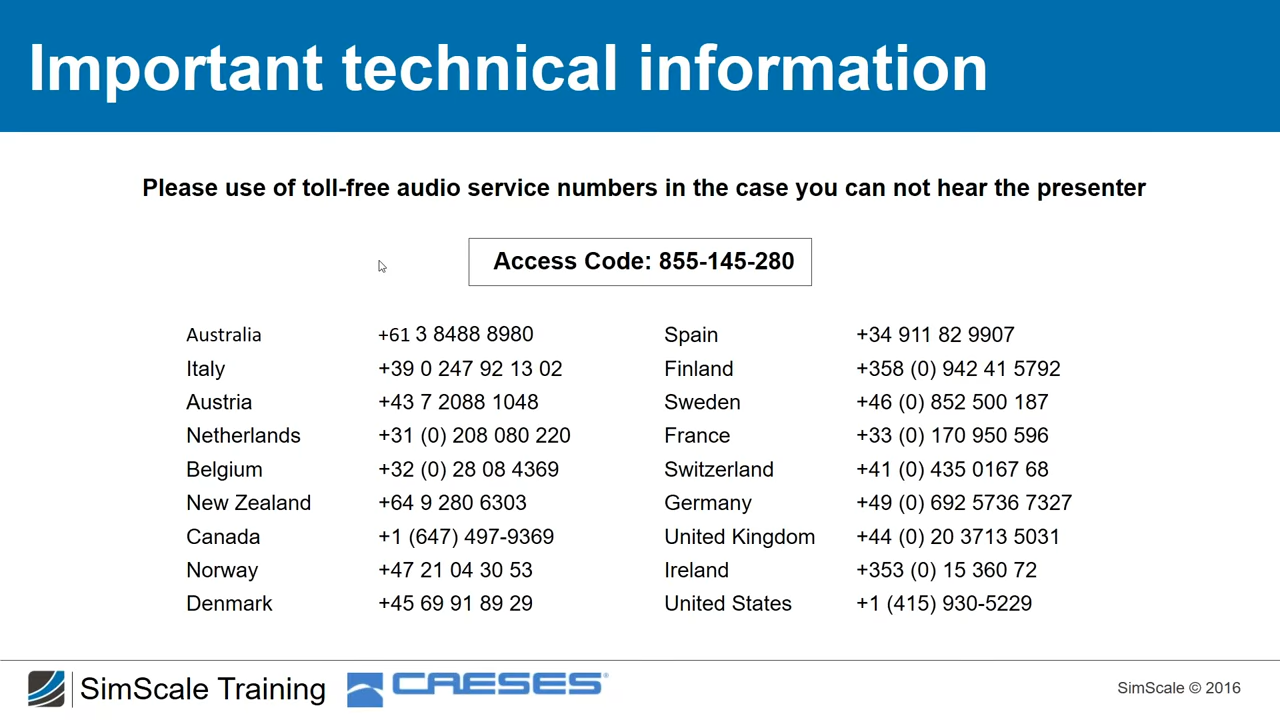 Important technical information
Please use of toll-free audio service numbers in the case you can not hear the presenter
Access Code: 855-145-280
Australia +61 3 8488 8980 Spain +34 911 82 9907
Italy +39 0 247 92 13 02 Finland +358 (0) 942 41 5792
Austria +43 7 2088 1048 Sweden +46 (0) 852 500 187
Netherlands +31 (0) 208 080 220 France +33 (0) 170 950 596
Belgium +32 (0) 28 08 4369 Switzerland +41 (0) 435 0167 68
New Zealand +64 9 280 6303 Germany +49 (0) 692 5736 7327
Canada +1 (647) 497-9369 United Kingdom +44 (0) 20 3713 5031
Norway +47 21 04 30 53 Ireland +353 (0) 15 360 72
Denmark +45 69 91 89 29 United States +1 (415) 930-5229
SimScale Training CAESES® SimScale © 2016